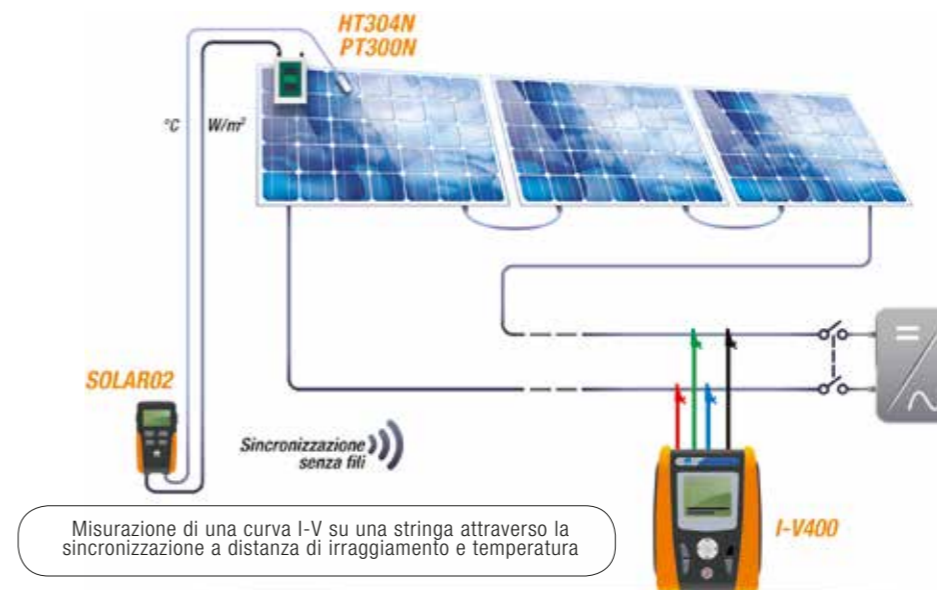 HT304N
PT300N
°C
W/m²
SOLAR02
Sincronizzazione
senza fili
I-V400
Misurazione di una curva I-V su una stringa attraverso la
sincronizzazione a distanza di irraggiamento e temperatura